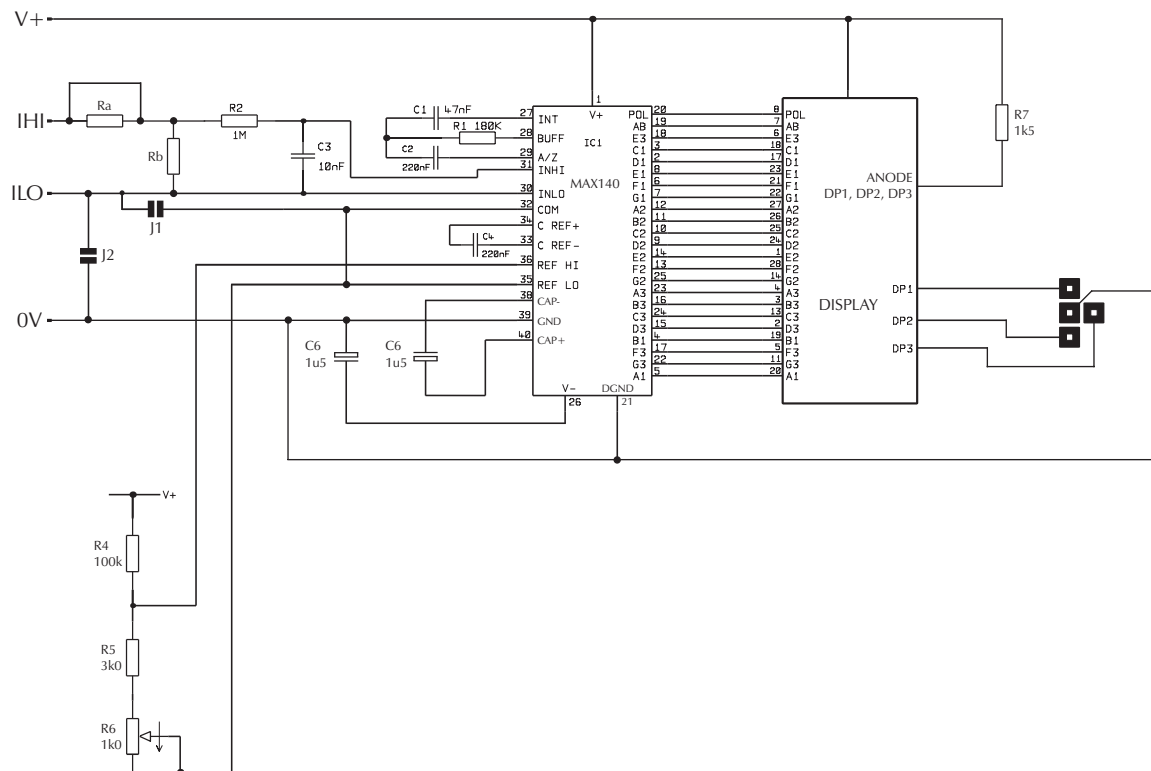 V+
IHI
Ra
R2
1M
Rb
C3
10nF
ILO
J1
J2
0V
C1 47nF
R1 180K
C2
220nF
C4
220nF
C6
1u5
C6
1u5
1
V+
IC1
MAX140
27 INT
28 BUFF
29 A/Z
31 INHI
30 INLO
32 COM
34 C REF+
33 C REF-
36 REF HI
35 REF LO
38 CAP-
39 GND
40 CAP+
V-
26
DGND
21
POL 20 8 POL
AB 19 7 AB
E3 18 6 E3
C1 3 18 C1
D1 2 17 D1
E1 8 23 E1
F1 6 21 F1
G1 7 22 G1
A2 12 27 A2
B2 11 26 B2
C2 10 25 C2
D2 9 24 D2
E2 14 1 E2
F2 13 28 F2
G2 25 14 G2
A3 23 4 A3
B3 16 3 B3
C3 24 13 C3
D3 15 2 D3
B1 4 19 B1
F3 17 5 F3
G3 22 11 G3
A1 5 20 A1
ANODE
DP1, DP2, DP3
DISPLAY
DP1
DP2
DP3
R7
1k5
V+
R4
100k
R5
3k0
R6
1k0